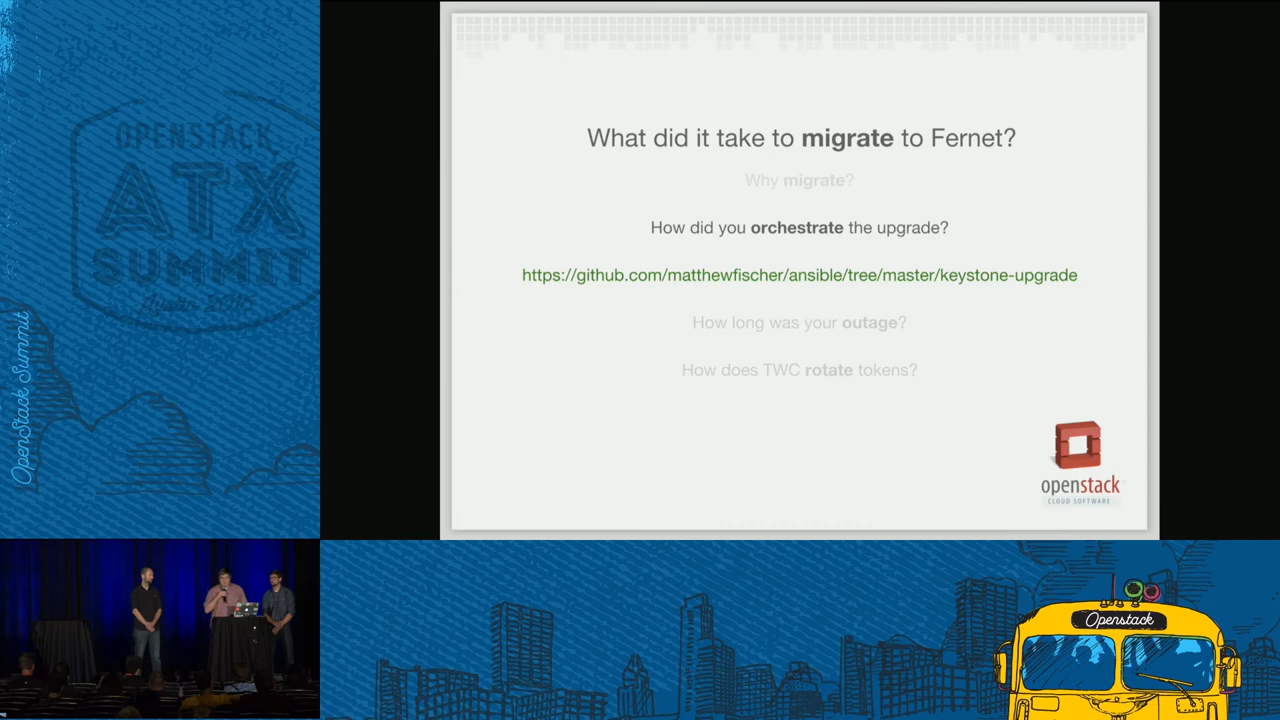 OPENSTACK
ATX
SUMMIT
Austin 2016
OpenStack Summit
What did it take to migrate to Fernet?
Why migrate?
How did you orchestrate the upgrade?
https://github.com/matthewfischer/ansible/tree/master/keystone-upgrade
How long was your outage?
How does TWC rotate tokens?
openstack
CLOUD SOFTWARE
Openstack